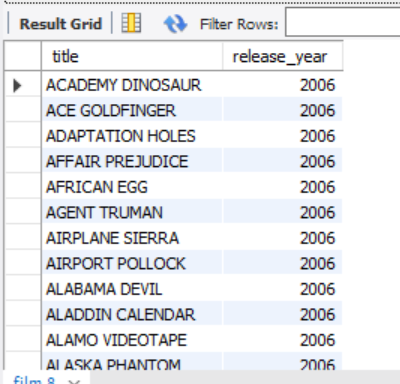 Result Grid Filter Rows:
title release_year
ACADEMY DINOSAUR 2006
ACE GOLDFINGER 2006
ADAPTATION HOLES 2006
AFFAIR PREJUDICE 2006
AFRICAN EGG 2006
AGENT TRUMAN 2006
AIRPLANE SIERRA 2006
AIRPORT POLLOCK 2006
ALABAMA DEVIL 2006
ALADDIN CALENDAR 2006
ALAMO VIDEOTAPE 2006
ALASKA PHANTOM 2006
film 8